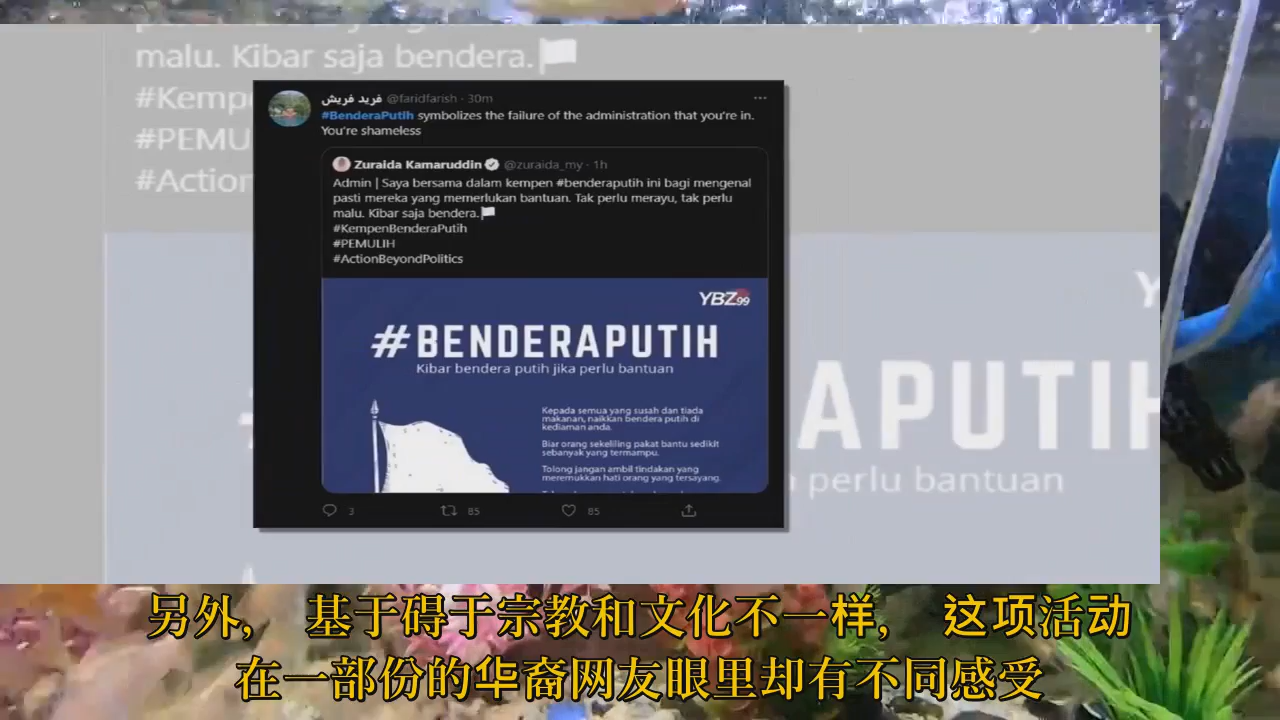 malu. Kibar saja bendera.
#Kempen
#PEMU
#Action
فريد فريش @faridfarish · 30m
#BenderaPutih symbolizes the failure of the administration that you're in.
You're shameless
Zuraida Kamaruddin @zuraida_my · 1h
Admin | Saya bersama dalam kempen #benderaputih ini bagi mengenal
pasti mereka yang memerlukan bantuan. Tak perlu merayu, tak perlu
malu. Kibar saja bendera.
#KempenBenderaPutih
#PEMULIH
#ActionBeyondPolitics
YBZ99
#BENDERAPUTIH
Kibar bendera putih jika perlu bantuan
Kepada semua yang susah dan tiada
makanan, naikkan bendera putih di
kediaman anda.
Biar orang sekeliling pakat bantu sedikit
sebanyak yang termampu.
Tolong jangan ambil tindakan yang
meremukkan hati orang yang tersayang.
3 85 85
APUTIH
perlu bantuan
另外， 基于碍于宗教和文化不一样， 这项活动
在一部份的华裔网友眼里却有不同感受